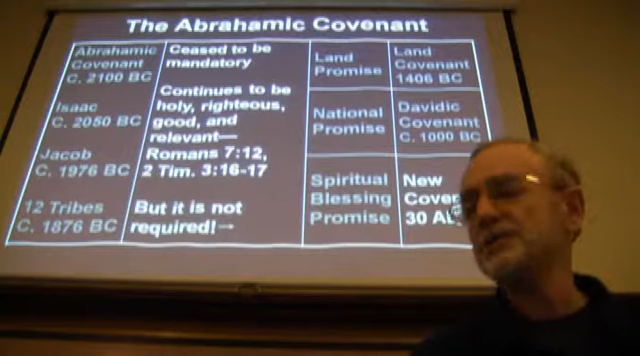 The Abrahamic Covenant
Abrahamic
Covenant
C. 2100 BC
Isaac
C. 2050 BC
Jacob
C. 1976 BC
12 Tribes
C. 1876 BC
Ceased to be
mandatory
Continues to be
holy, righteous,
good, and
relevant—
Romans 7:12,
2 Tim. 3:16-17
But it is not
required!→
Land
Promise
National
Promise
Spiritual
Blessing
Promise
Land
Covenant
1406 BC
Davidic
Covenant
C. 1000 BC
New
30